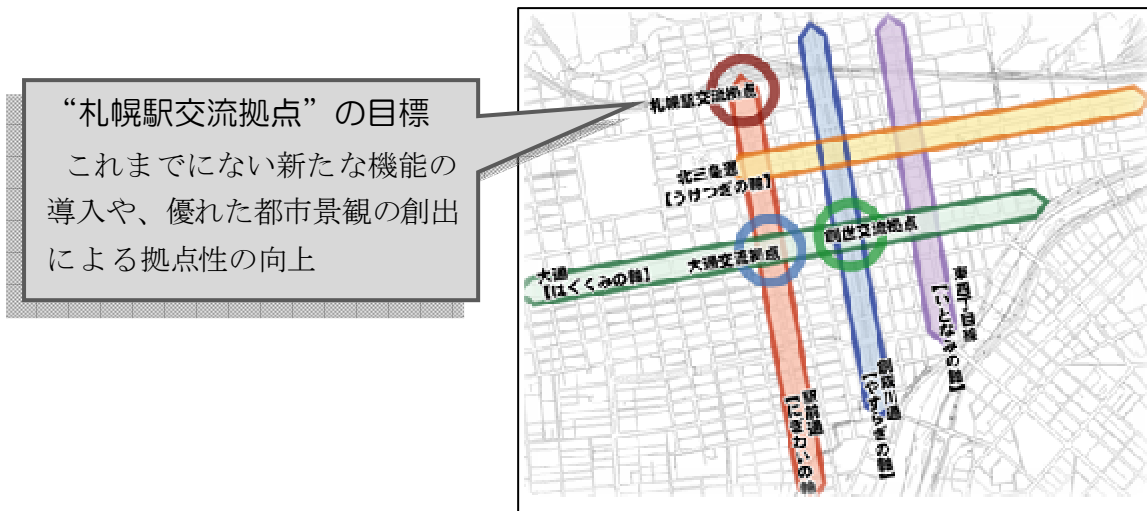 “札幌駅交流拠点”の目標
これまでにない新たな機能の
導入や、優れた都市景観の創出
による拠点性の向上
札幌駅交流拠点
北三条通
【うけつぎの軸】
創世交流拠点
大通交流拠点
大通
【はぐくみの軸】
東四丁目線
【いとなみの軸】
創成川通
【やすらぎの軸】
駅前通
【にぎわいの軸】